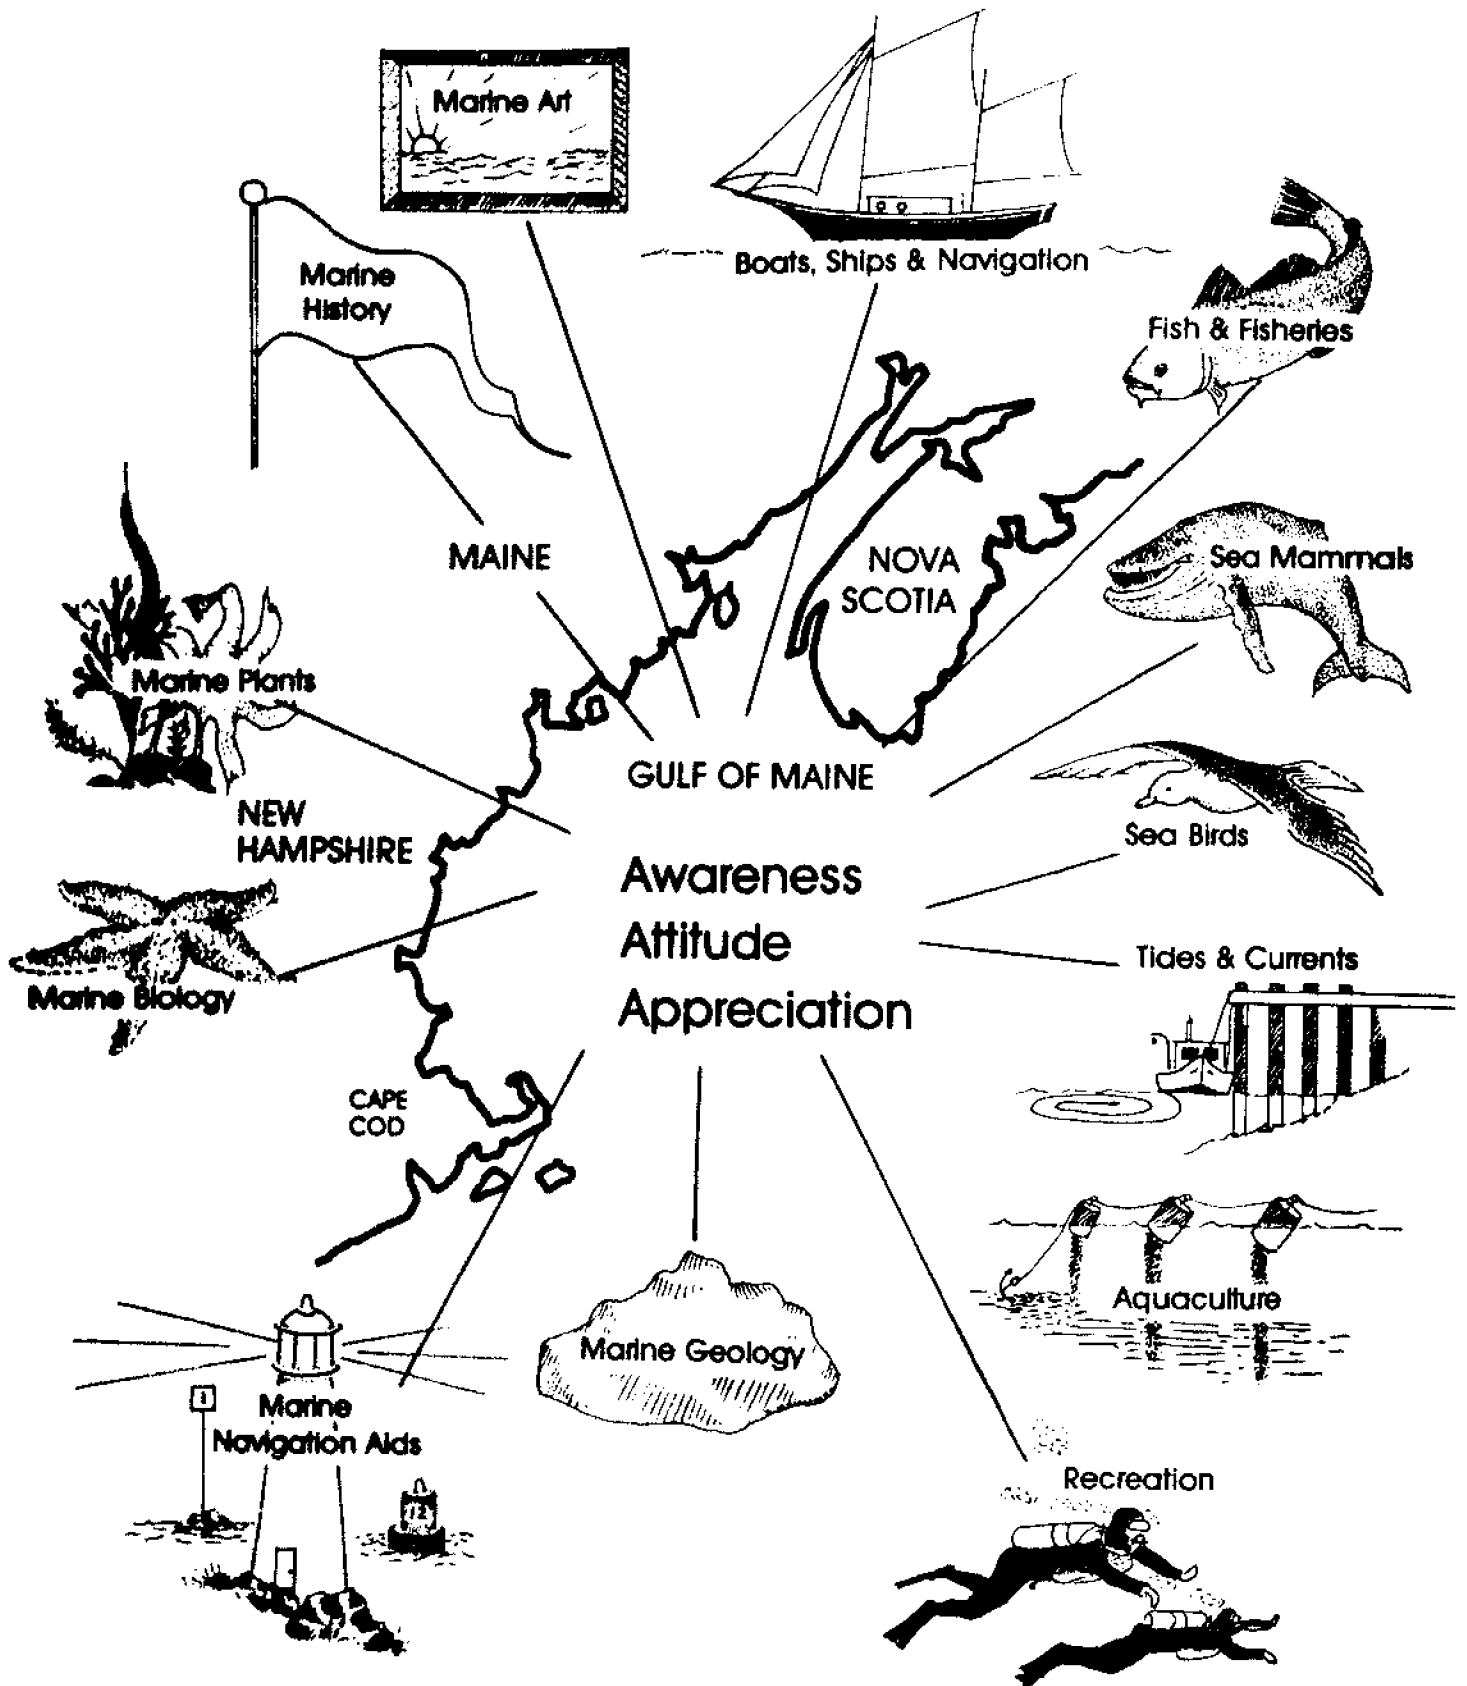 Marine Art
Boats, Ships & Navigation
Marine
History
Fish & Fisheries
MAINE
NOVA
SCOTIA
Sea Mammals
Marine Plants
GULF OF MAINE
NEW
HAMPSHIRE
Sea Birds
Awareness
Attitude
Appreciation
Marine Biology
Tides & Currents
CAPE
COD
Aquaculture
Marine Geology
1
Marine
Navigation Aids
Recreation